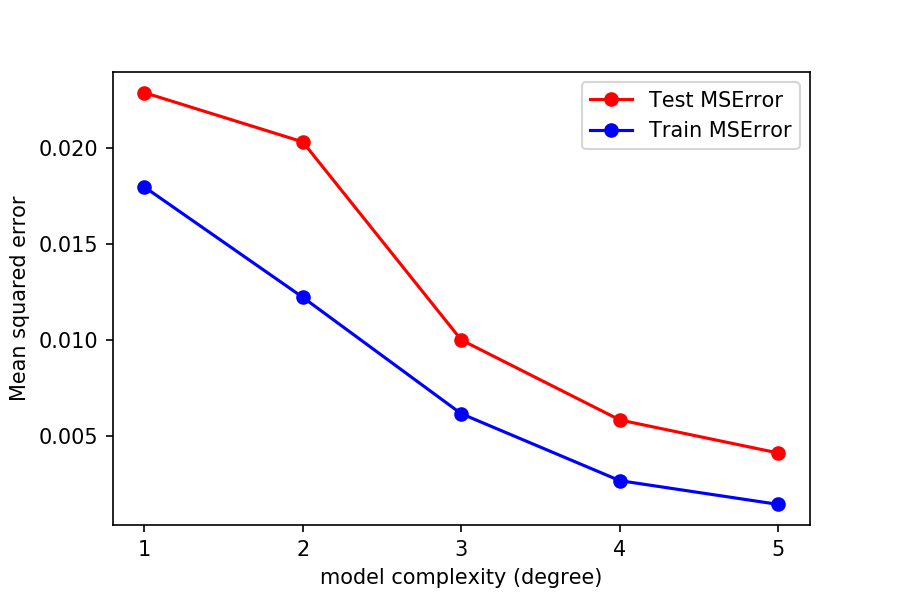 Test MSError
Train MSError
0.020
0.015
0.010
0.005
Mean squared error
1 2 3 4 5
model complexity (degree)